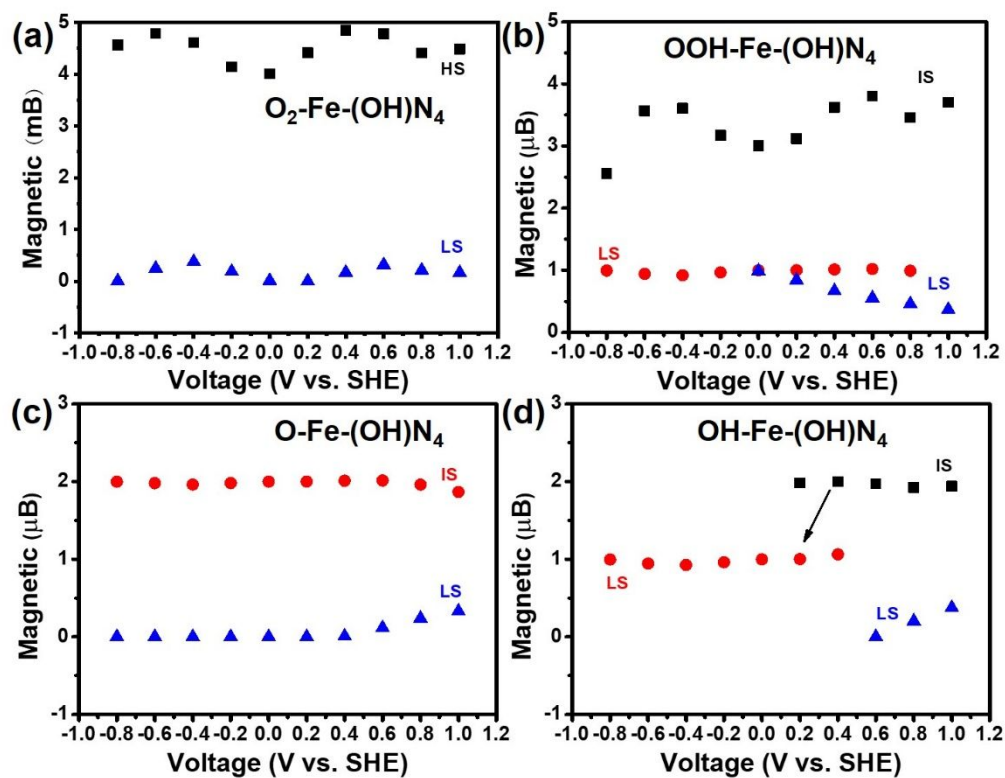 (a)
5
4
3
2
1
0
-1
Magnetic (mB)
HS
O₂-Fe-(OH)N₄
LS
-1.0 -0.8 -0.6 -0.4 -0.2 0.0 0.2 0.4 0.6 0.8 1.0 1.2
Voltage (V vs. SHE)
(b)
5
4
3
2
1
0
Magnetic (μB)
OOH-Fe-(OH)N₄
IS
LS
LS
-1.0 -0.8 -0.6 -0.4 -0.2 0.0 0.2 0.4 0.6 0.8 1.0 1.2
Voltage (V vs. SHE)
(c)
3
2
1
0
-1
Magnetic (μB)
O-Fe-(OH)N₄
IS
LS
-1.0 -0.8 -0.6 -0.4 -0.2 0.0 0.2 0.4 0.6 0.8 1.0 1.2
Voltage (V vs. SHE)
(d)
3
2
1
0
-1
Magnetic (μB)
OH-Fe-(OH)N₄
IS
LS
LS
-1.0 -0.8 -0.6 -0.4 -0.2 0.0 0.2 0.4 0.6 0.8 1.0 1.2
Voltage (V vs. SHE)